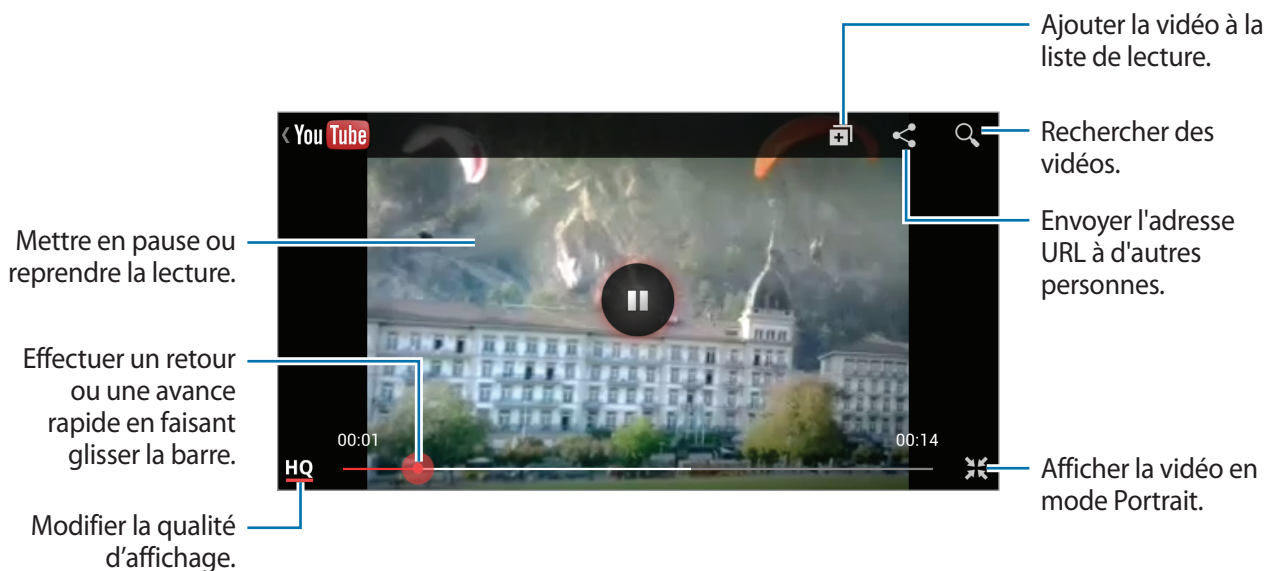 Ajouter la vidéo à la
liste de lecture.
You Tube
Rechercher des
vidéos.
Envoyer l'adresse
URL à d'autres
personnes.
Mettre en pause ou
reprendre la lecture.
Effectuer un retour
ou une avance
rapide en faisant
glisser la barre.
00:01
00:14
HQ
Afficher la vidéo en
mode Portrait.
Modifier la qualité
d’affichage.